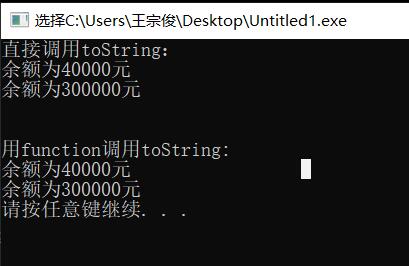 选择C:\Users\王宗俊\Desktop\Untitled1.exe
直接调用toString:
余额为40000元
余额为300000元
用function调用toString:
余额为40000元
余额为300000元
请按任意键继续. . .